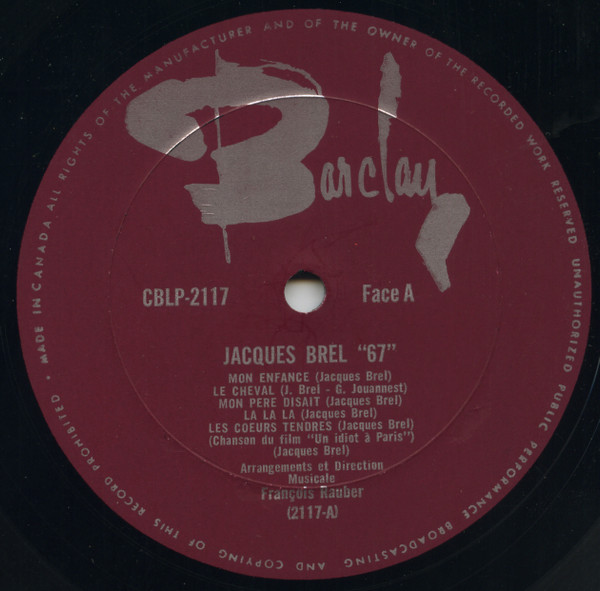 MADE IN CANADA ALL RIGHTS OF THE MANUFACTURER AND OF THE OWNER OF THE RECORDED WORK RESERVED UNAUTHORIZED PUBLIC PERFORMANCE BROADCASTING AND COPYING OF THIS RECORD PROHIBITED •
Barclay
CBLP-2117 Face A
JACQUES BREL "67"
MON ENFANCE (Jacques Brel)
LE CHEVAL (J. Brel - G. Jouannest)
MON PERE DISAIT (Jacques Brel)
LA LA LA (Jacques Brel)
LES COEURS TENDRES (Jacques Brel)
(Chanson du film "Un idiot à Paris")
(Jacques Brel)
Arrangements et Direction
Musicale
François Rauber
(2117-A)